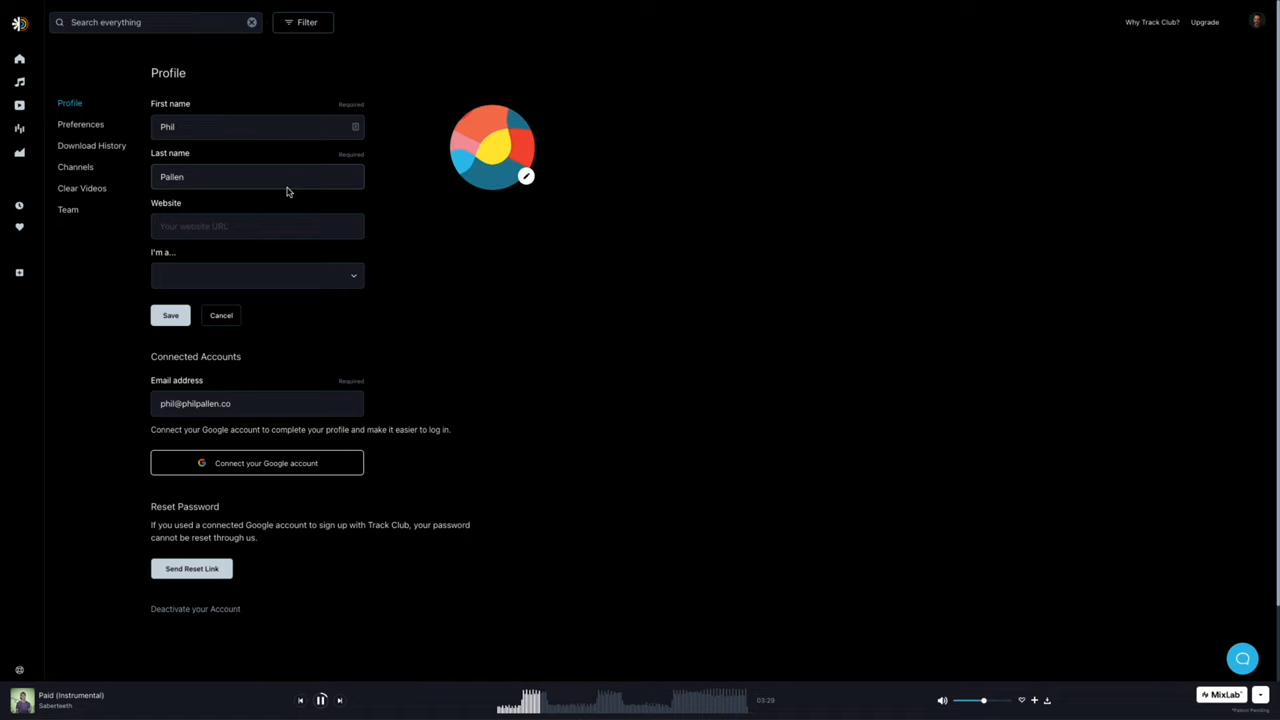 Search everything
Filter
Why Track Club?
Upgrade
Profile
Preferences
Download History
Channels
Clear Videos
Team
Profile
First name
Required
Phil
Last name
Required
Pallen
Website
Your website URL
I'm a...
Save
Cancel
Connected Accounts
Email address
Required
phil@philpallen.co
Connect your Google account to complete your profile and make it easier to log in.
Connect your Google account
Reset Password
If you used a connected Google account to sign up with Track Club, your password
cannot be reset through us.
Send Reset Link
Deactivate your Account
Paid (Instrumental)
Saberteeth
03:29
MixLab
*Patent Pending